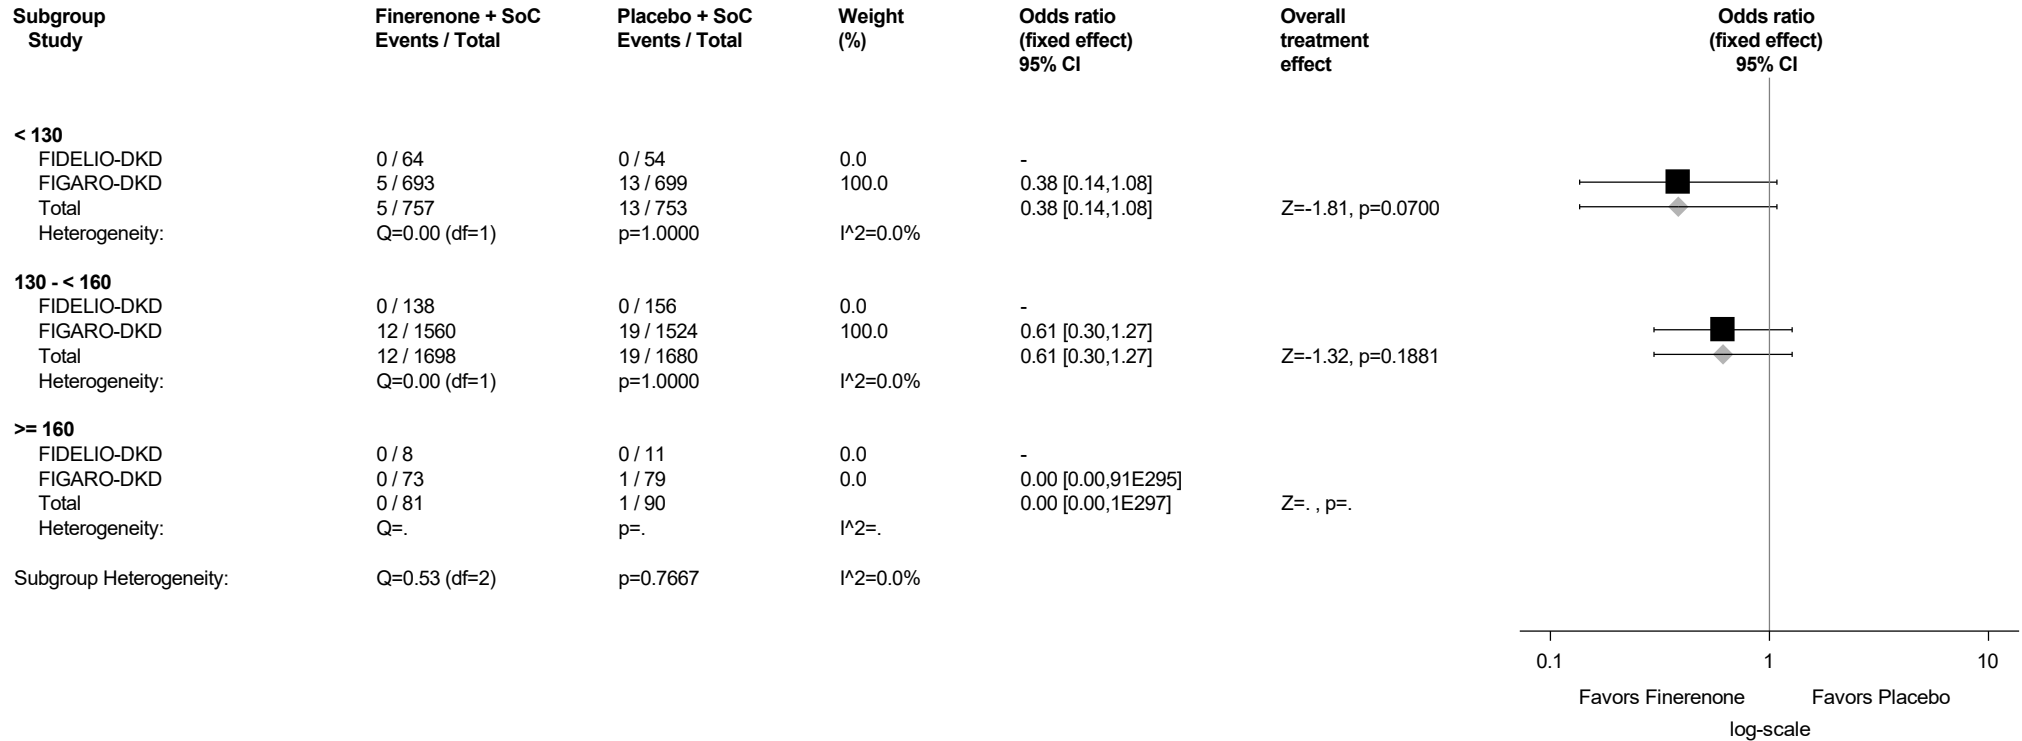 Subgroup Finerenone + SoC Placebo + SoC Weight Odds ratio Overall Odds ratio
Study Events / Total Events / Total (%) (fixed effect) treatment (fixed effect)
95% CI effect 95% CI
< 130
FIDELIO-DKD 0 / 64 0 / 54 0.0 -
FIGARO-DKD 5 / 693 13 / 699 100.0 0.38 [0.14,1.08]
Total 5 / 757 13 / 753 0.38 [0.14,1.08] Z=-1.81, p=0.0700
Heterogeneity: Q=0.00 (df=1) p=1.0000 I^2=0.0%
130 - < 160
FIDELIO-DKD 0 / 138 0 / 156 0.0 -
FIGARO-DKD 12 / 1560 19 / 1524 100.0 0.61 [0.30,1.27]
Total 12 / 1698 19 / 1680 0.61 [0.30,1.27] Z=-1.32, p=0.1881
Heterogeneity: Q=0.00 (df=1) p=1.0000 I^2=0.0%
>= 160
FIDELIO-DKD 0 / 8 0 / 11 0.0 -
FIGARO-DKD 0 / 73 1 / 79 0.0 0.00 [0.00,91E295]
Total 0 / 81 1 / 90 0.00 [0.00,1E297] Z=. , p=.
Heterogeneity: Q=. p=. I^2=.
Subgroup Heterogeneity: Q=0.53 (df=2) p=0.7667 I^2=0.0%
0.1 1 10
Favors Finerenone Favors Placebo
log-scale